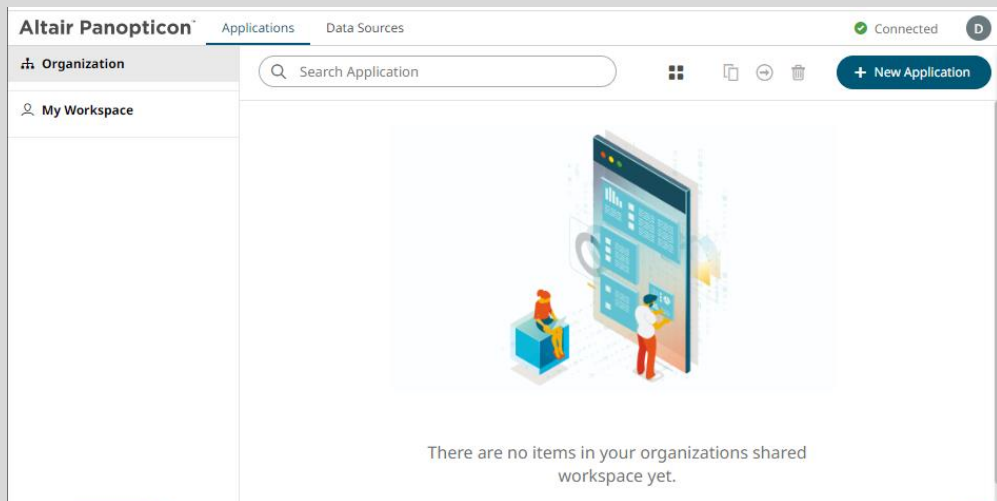 Altair Panopticon™ Applications Data Sources Connected D
Organization
Search Application
+ New Application
My Workspace
There are no items in your organizations shared
workspace yet.